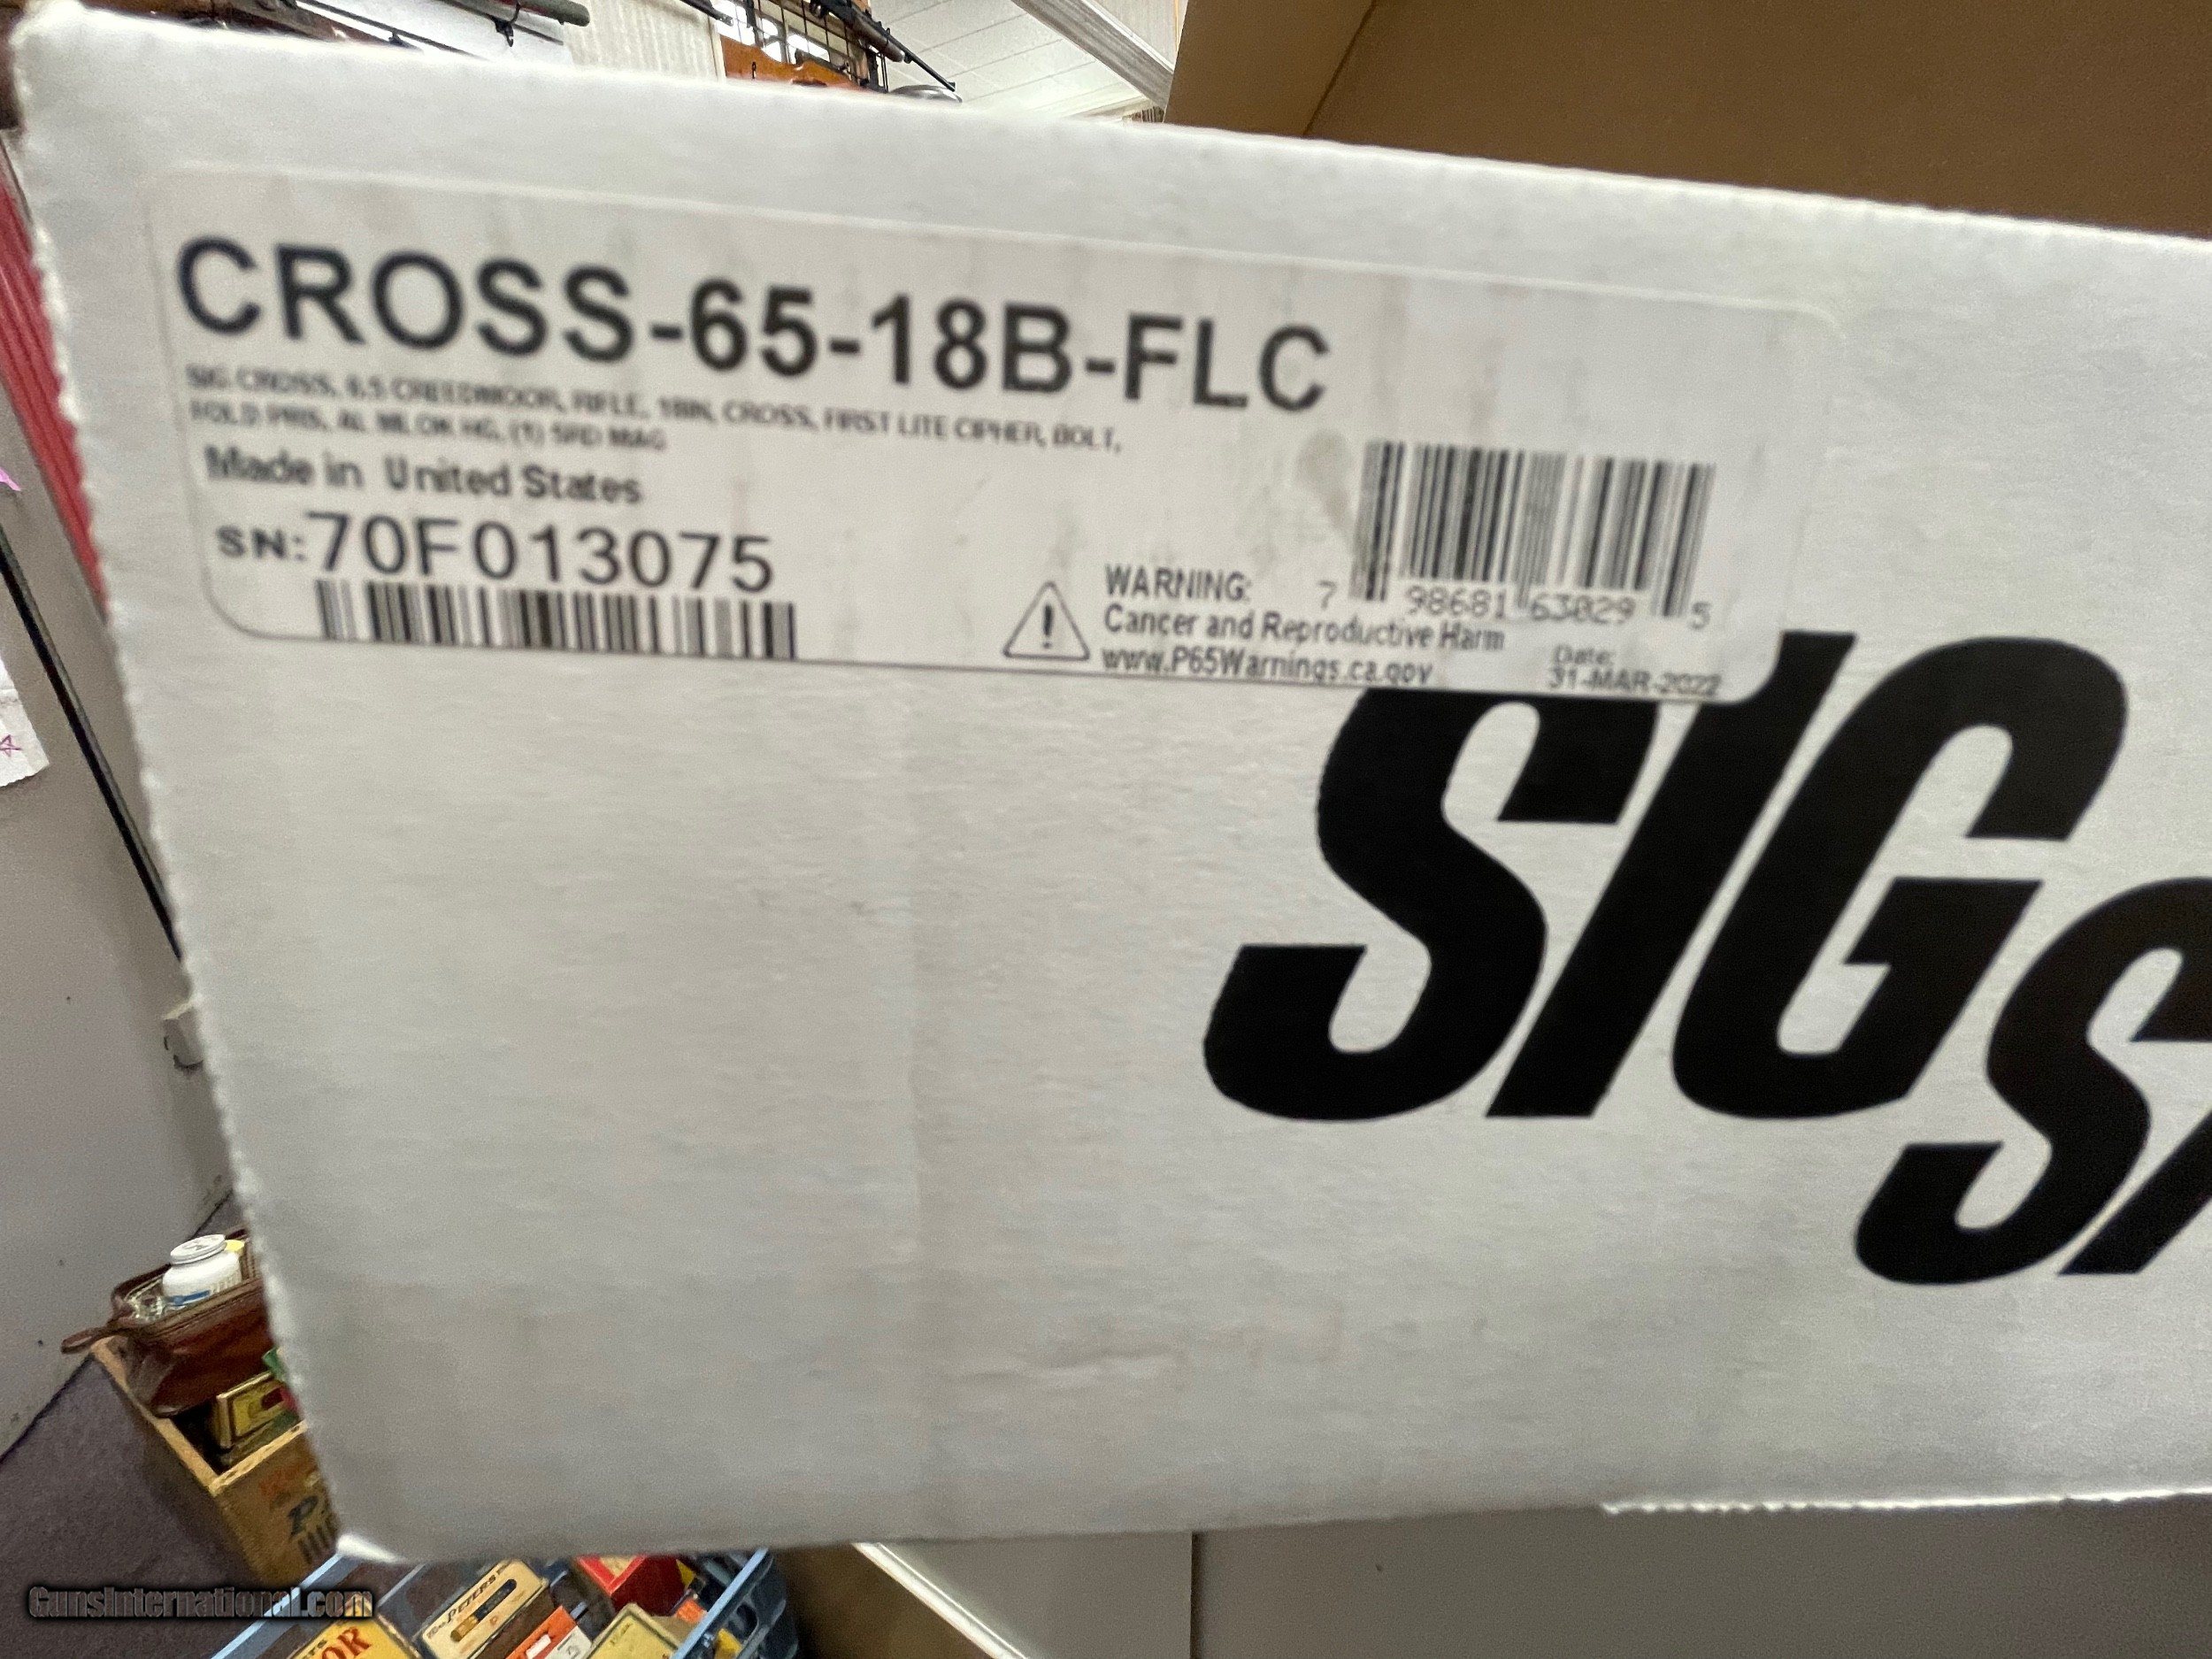 CROSS-65-18B-FLC
SIG CROSS, 6.5 CREEDMOOR, RIFLE, 18IN, CROSS, FIRST LITE CIPHER, BOLT,
FOLD PRIS, AL MLOK HG, (1) 5RD MAG
Made in United States
SN:70F013075
WARNING:
Cancer and Reproductive Harm
www.P65Warnings.ca.gov
7 98681 63029 5
Date:
31-MAR-2022
SIG
PETERS
GunsInternational.com